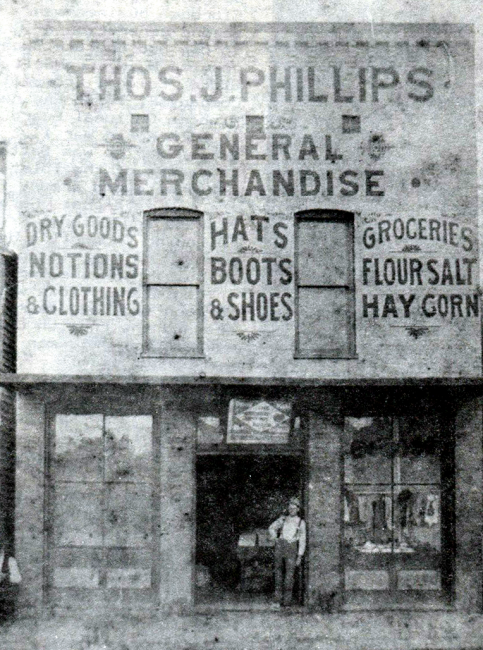 THOS. J. PHILLIPS
GENERAL
MERCHANDISE
DRY GOODS
NOTIONS
& CLOTHING
HATS
BOOTS
& SHOES
GROCERIES
FLOUR SALT
HAY CORN